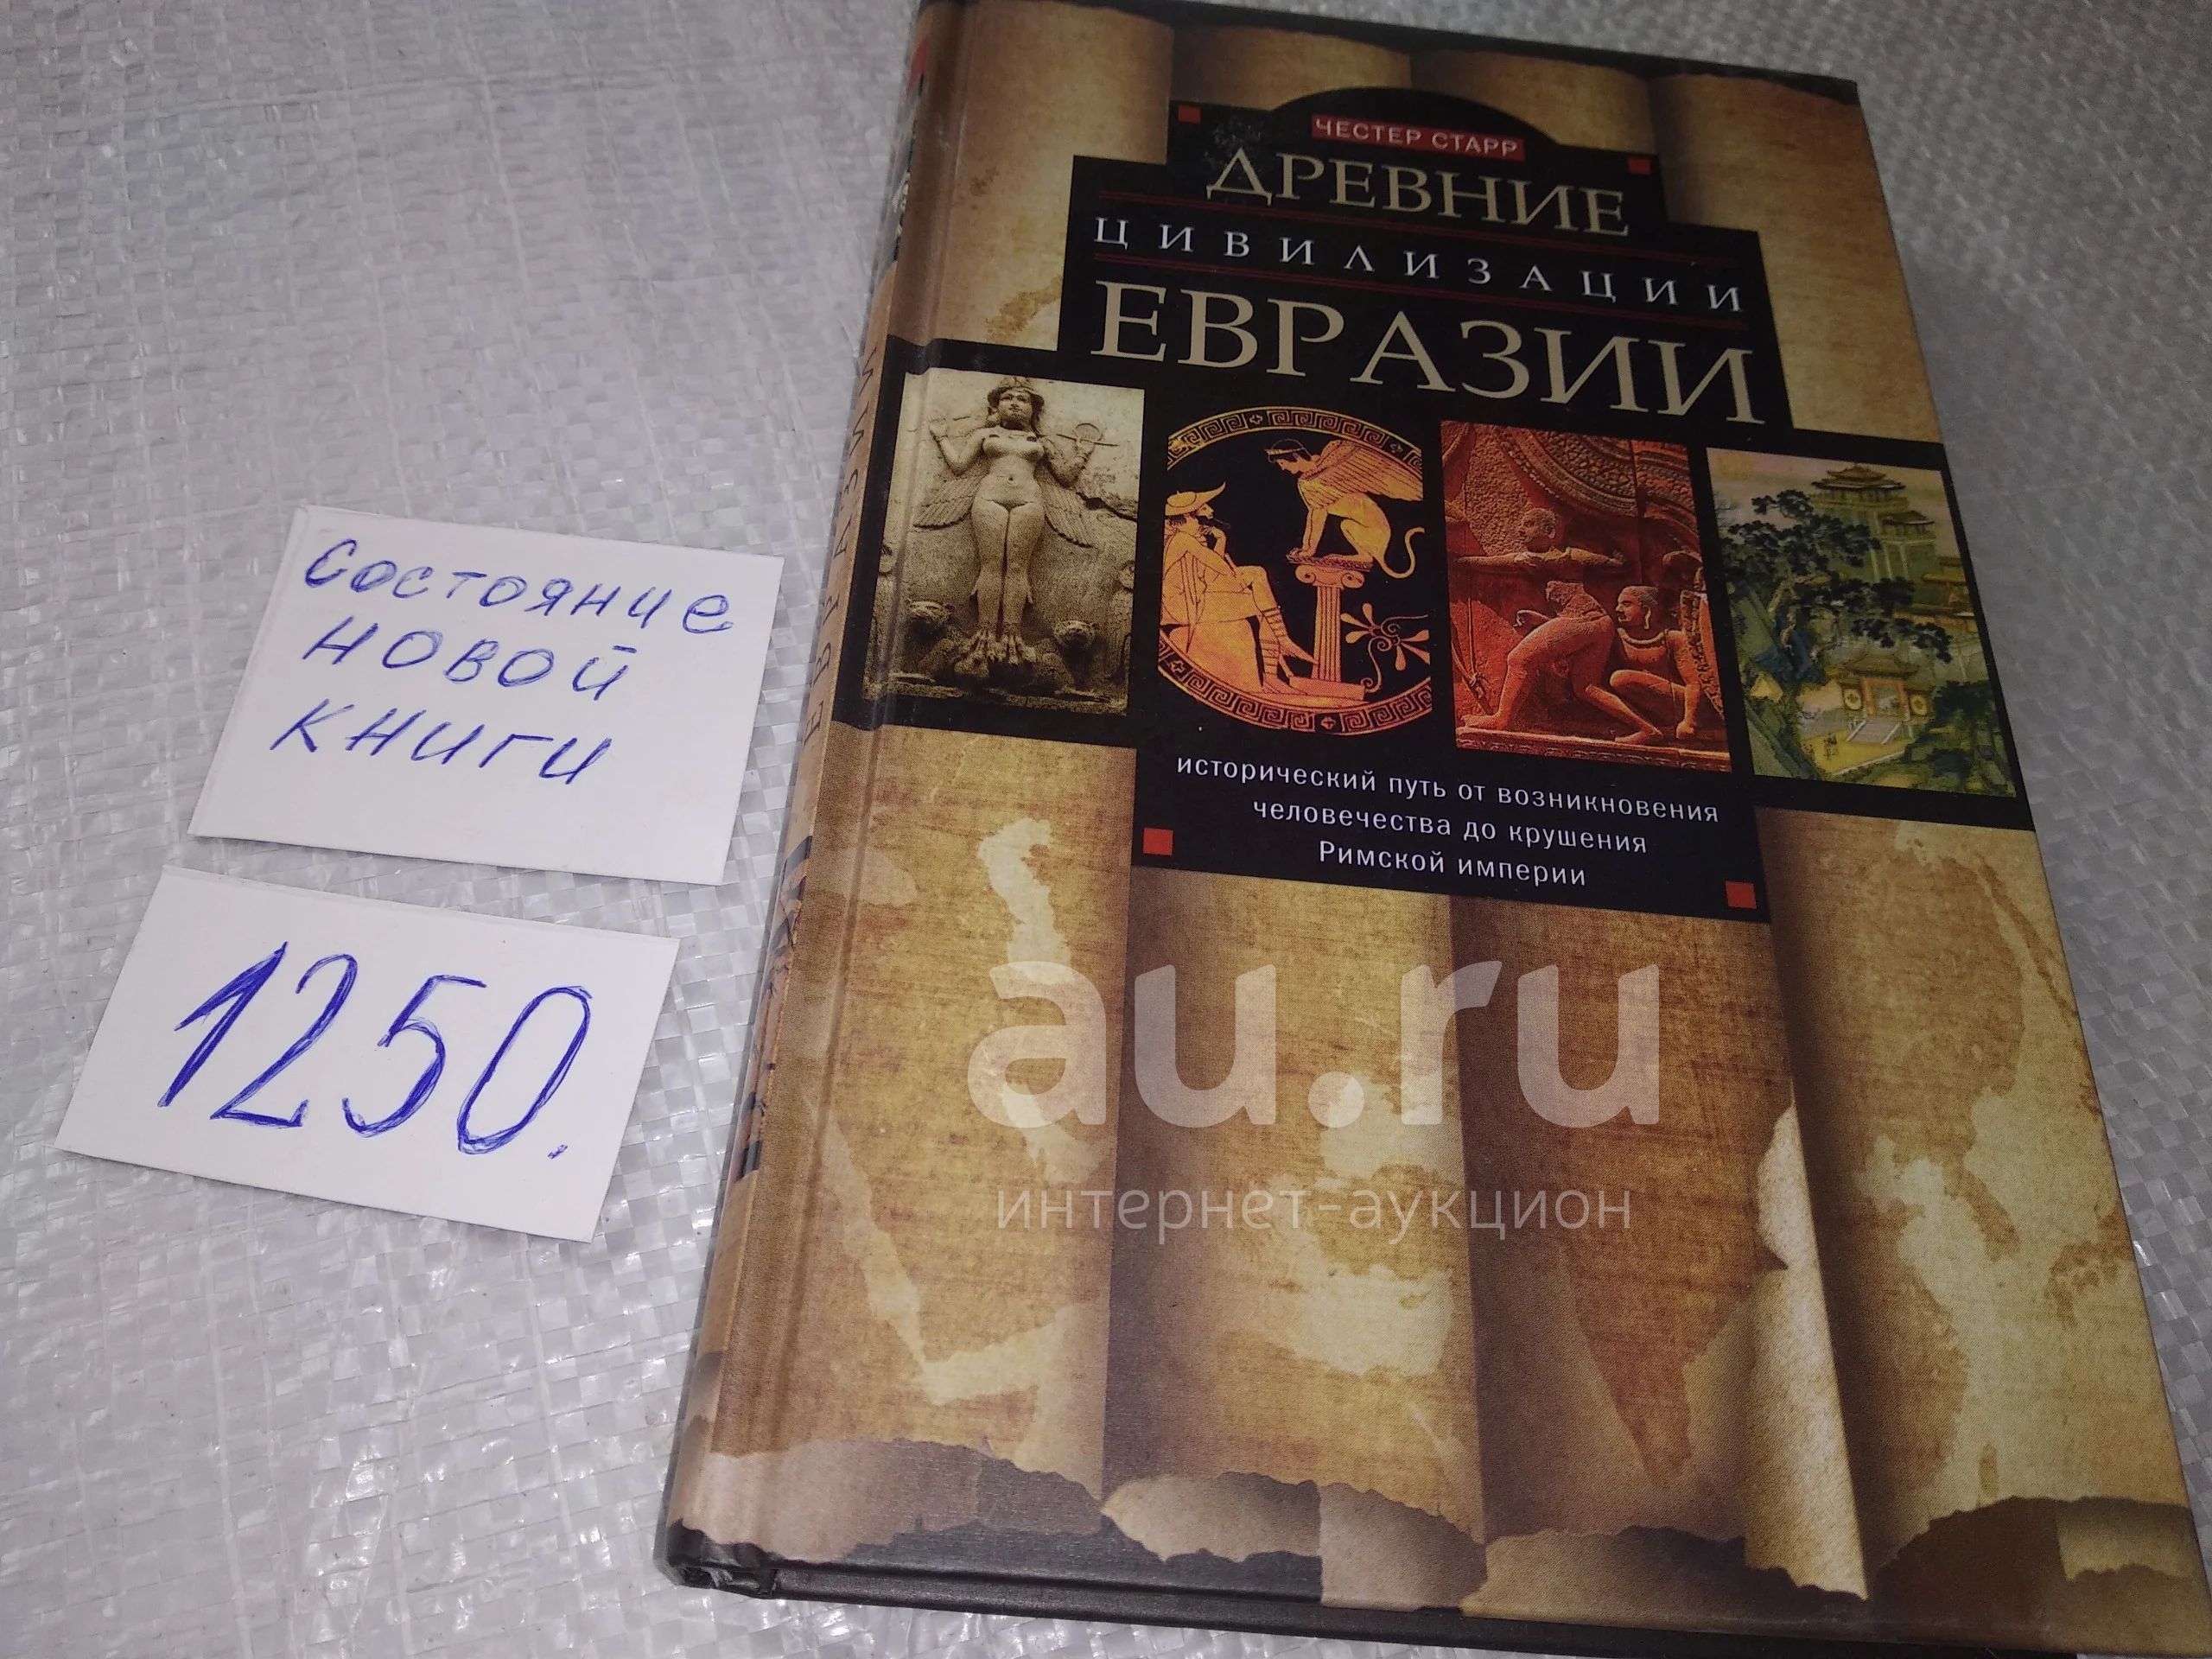 ЧЕСТЕР СТАРР
ДРЕВНИЕ
ЦИВИЛИЗАЦИИ
ЕВРАЗИИ
исторический путь от возникновения
человечества до крушения
Римской империи
состояние
новой
книги
1250.
au.ru
интернет-аукцион